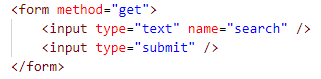 <form method="get">
    <input type="text" name="search" />
    <input type="submit" />
</form>